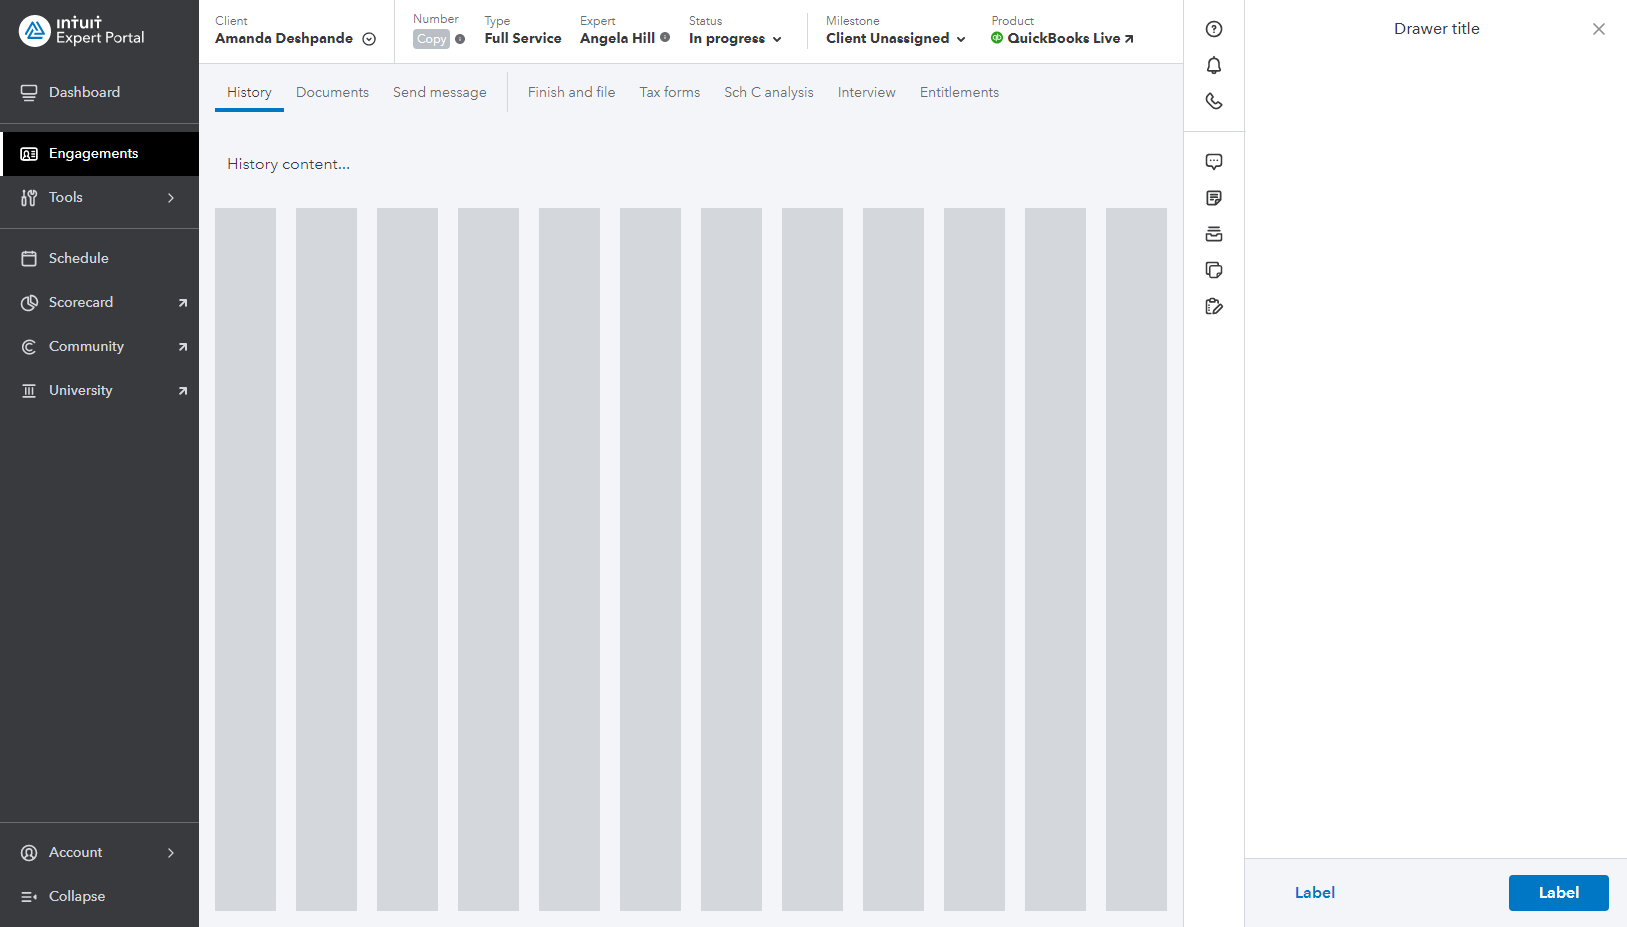 ıntuıt
Expert Portal
Dashboard
Engagements
Tools
Schedule
Scorecard
Community
University
Account
Collapse
Client
Amanda Deshpande
Number
Copy
Type
Full Service
Expert
Angela Hill
Status
In progress
Milestone
Client Unassigned
Product
qb QuickBooks Live
History Documents Send message Finish and file Tax forms Sch C analysis Interview Entitlements
History content...
Drawer title
Label
Label